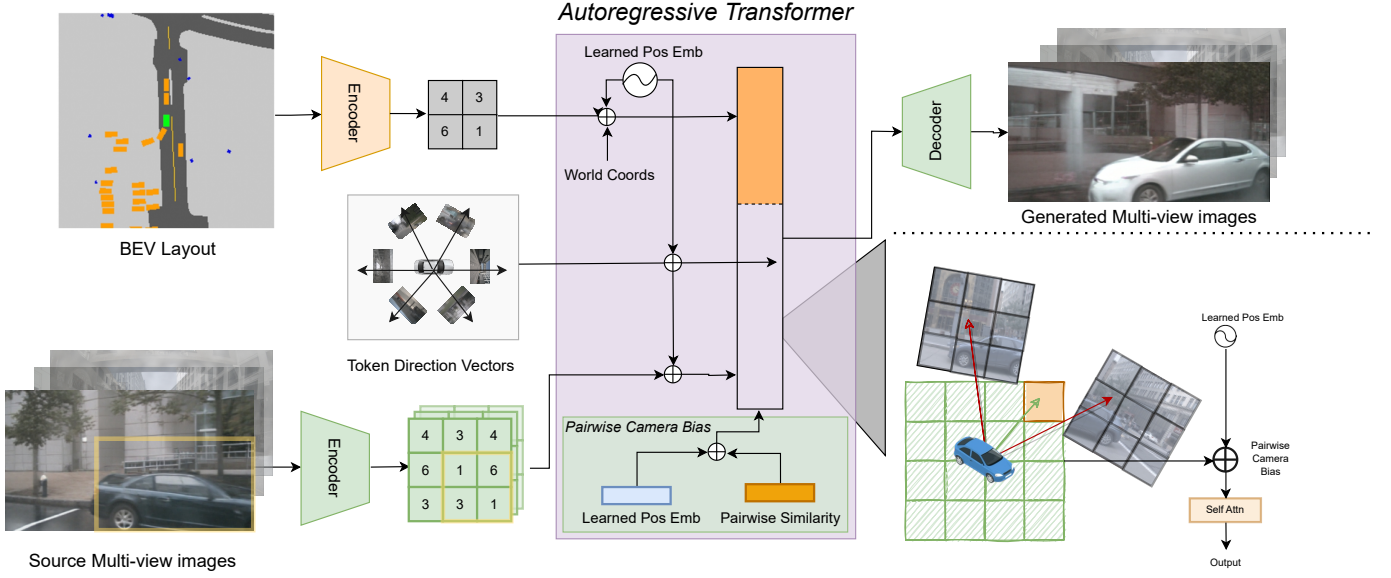 Autoregressive Transformer
Learned Pos Emb
Encoder
4 3
6 1
World Coords
BEV Layout
Decoder
Generated Multi-view images
Token Direction Vectors
Source Multi-view images
Encoder
4 3 4
6 1 6
3 3 1
Pairwise Camera Bias
Learned Pos Emb
Pairwise Similarity
Learned Pos Emb
Pairwise
Camera
Bias
Self Attn
Output